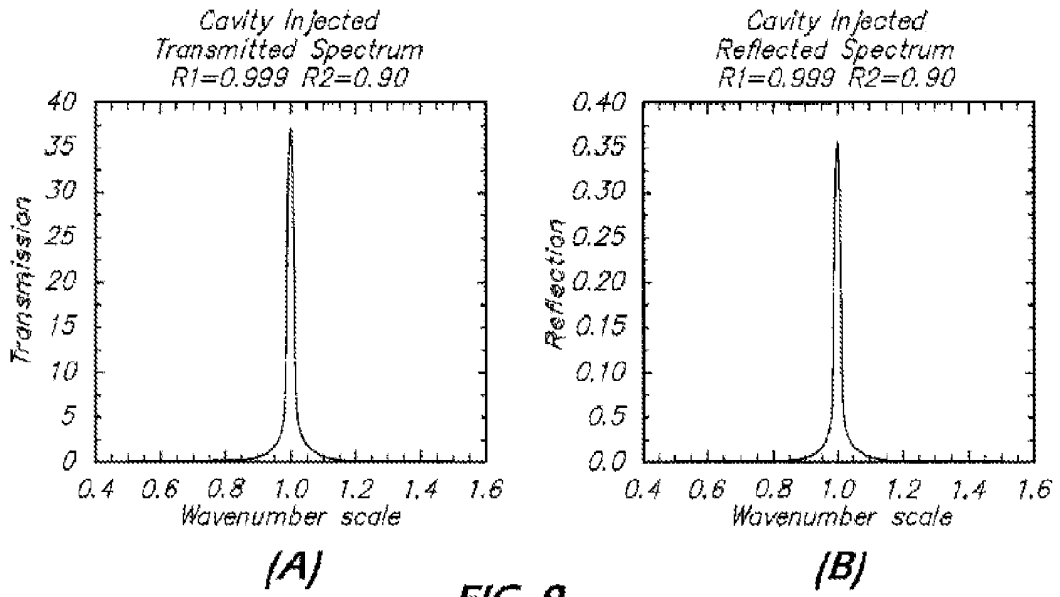 Cavity Injected
Transmitted Spectrum
R1=0.999 R2=0.90
40
35
30
25
20
15
10
5
0
Transmission
0.4 0.6 0.8 1.0 1.2 1.4 1.6
Wavenumber scale
(A)
Cavity Injected
Reflected Spectrum
R1=0.999 R2=0.90
0.40
0.35
0.30
0.25
0.20
0.15
0.10
0.5
0.0
Reflection
0.4 0.6 0.8 1.0 1.2 1.4 1.6
Wavenumber scale
(B)